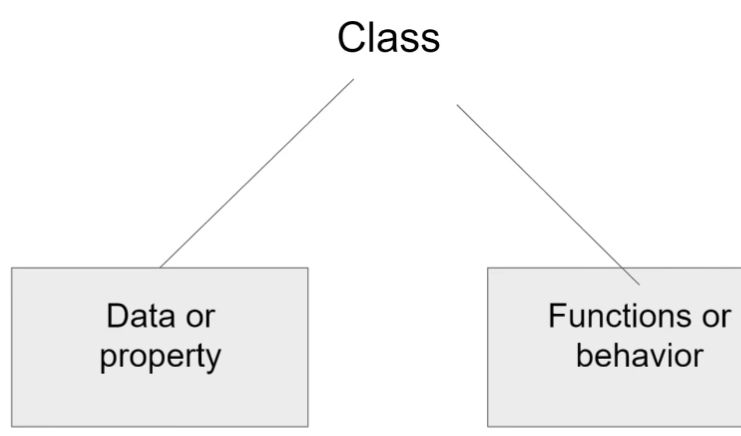 Class
Data or
property
Functions or
behavior